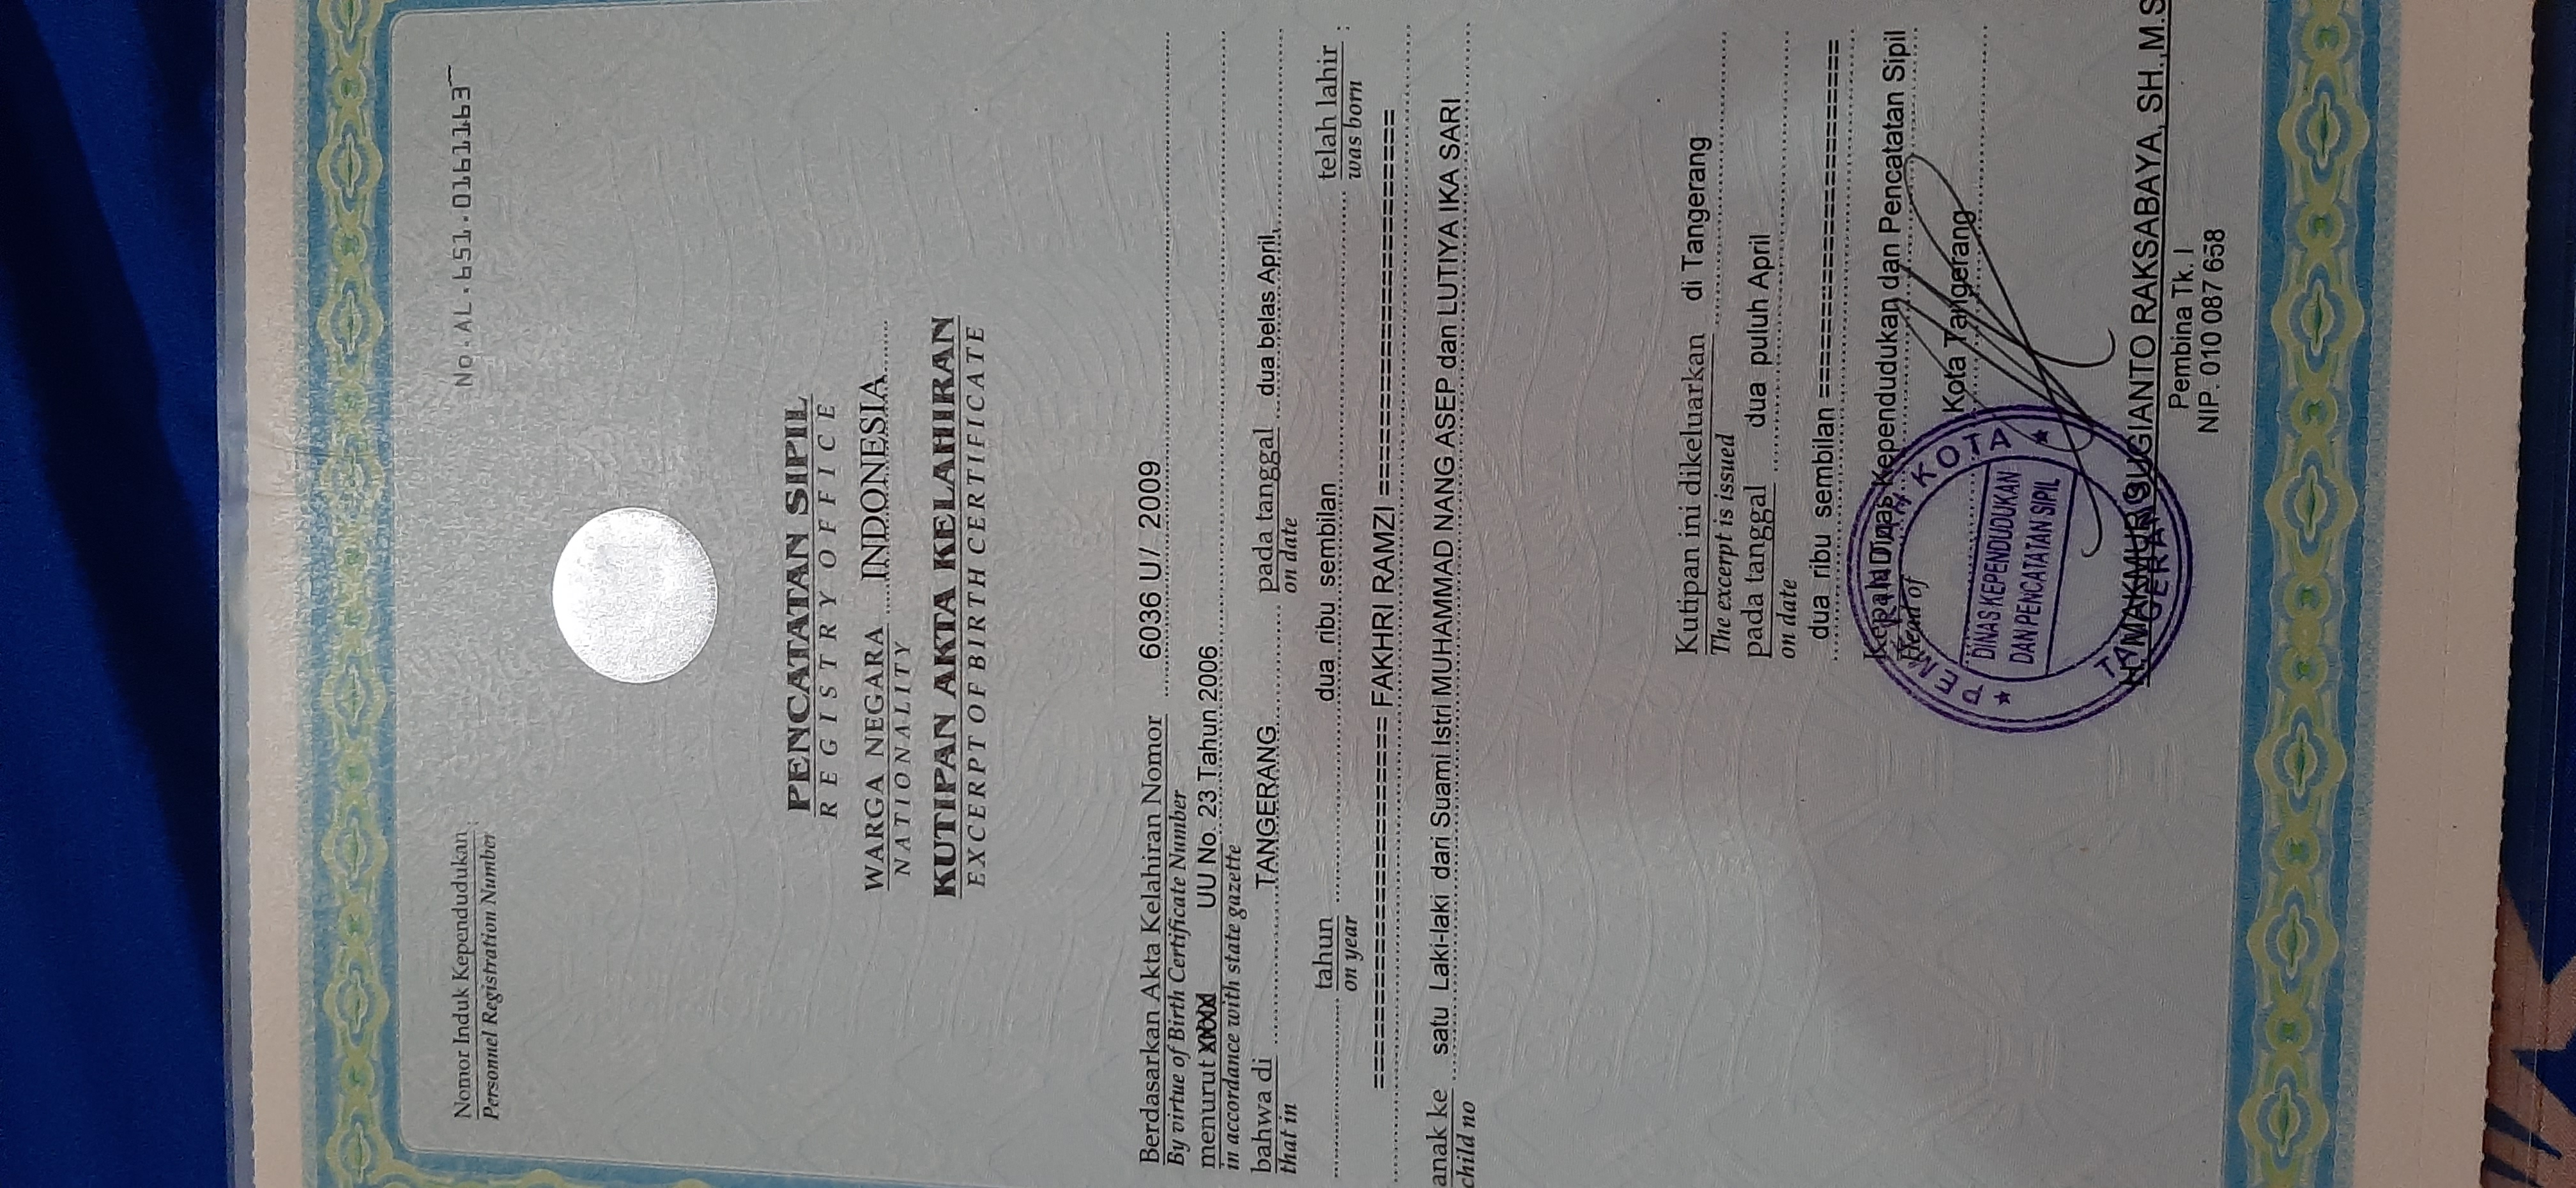 Nomor Induk Kependudukan :
Personnel Registration Number
No. AL. 651. 0161163
PENCATATAN SIPIL
REGISTRY OFFICE
WARGA NEGARA INDONESIA
NATIONALITY
KUTIPAN AKTA KELAHIRAN
EXCERPT OF BIRTH CERTIFICATE
Berdasarkan Akta Kelahiran Nomor 6036 U/ 2009
By virtue of Birth Certificate Number
menurut UU No. 23 Tahun 2006
in accordance with state gazette
bahwa di TANGERANG pada tanggal dua belas April,
that in on date
tahun dua ribu sembilan telah lahir :
on year was born
====================== FAKHRI RAMZI =======================
anak ke satu Laki-laki dari Suami Istri MUHAMMAD NANG ASEP dan LUTIYA IKA SARI
child no
Kutipan ini dikeluarkan di Tangerang
The excerpt is issued
pada tanggal dua puluh April
on date
dua ribu sembilan ======================
Kepala Dinas Kependudukan dan Pencatatan Sipil
Head of
Kota Tangerang
PEMERINTAH KOTA
DINAS KEPENDUDUKAN
DAN PENCATATAN SIPIL
TANGERANG
H. MAKMUR SUGIANTO RAKSABAYA, SH.,M.S
Pembina Tk. I
NIP. 010 087 658